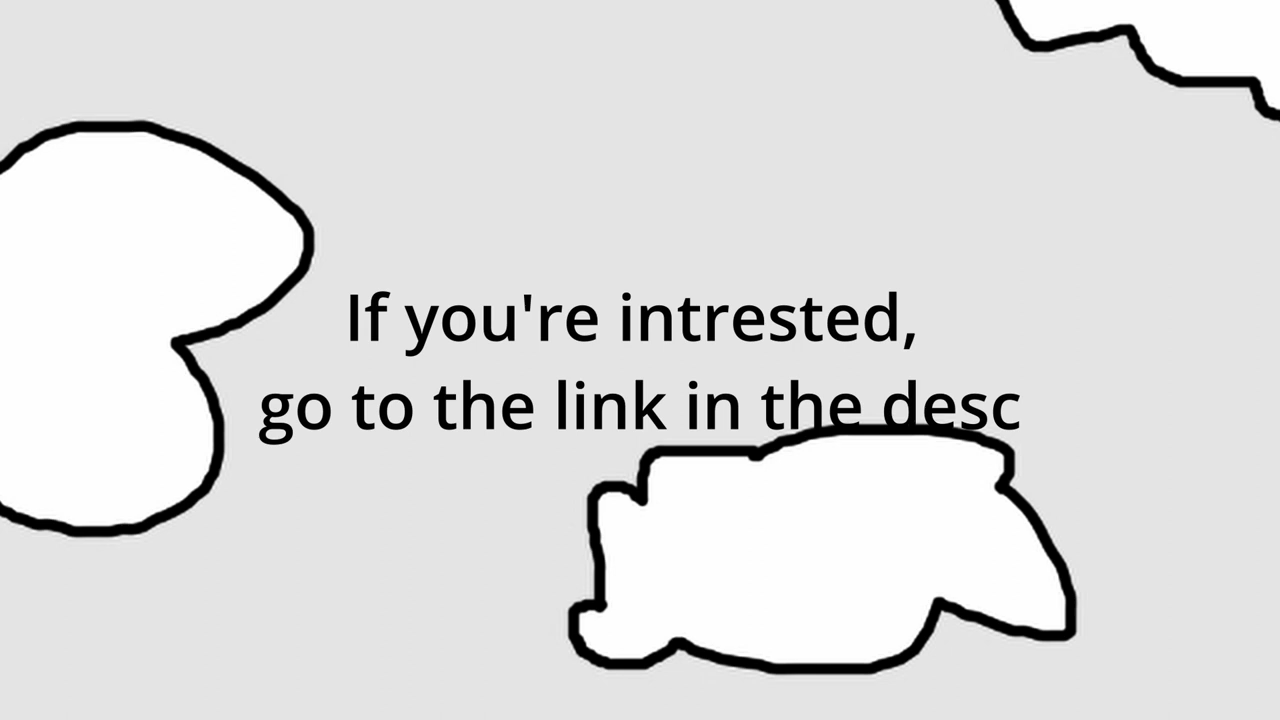 If you're intrested,
go to the link in the desc